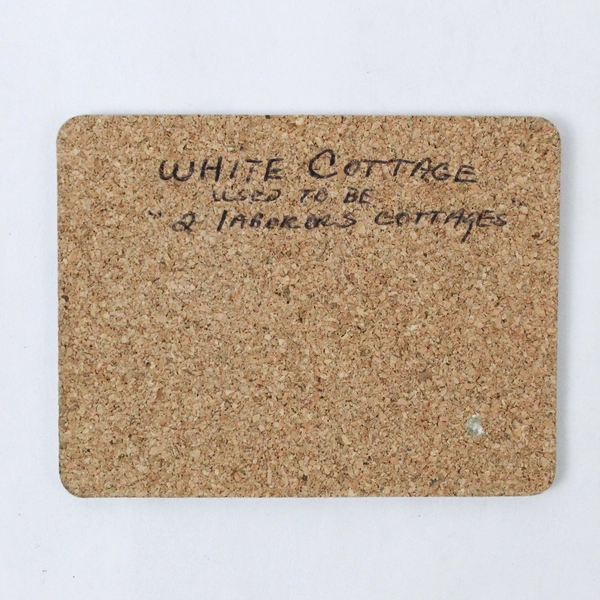 WHITE COTTAGE
USED TO BE
"2 LABORERS COTTAGES"